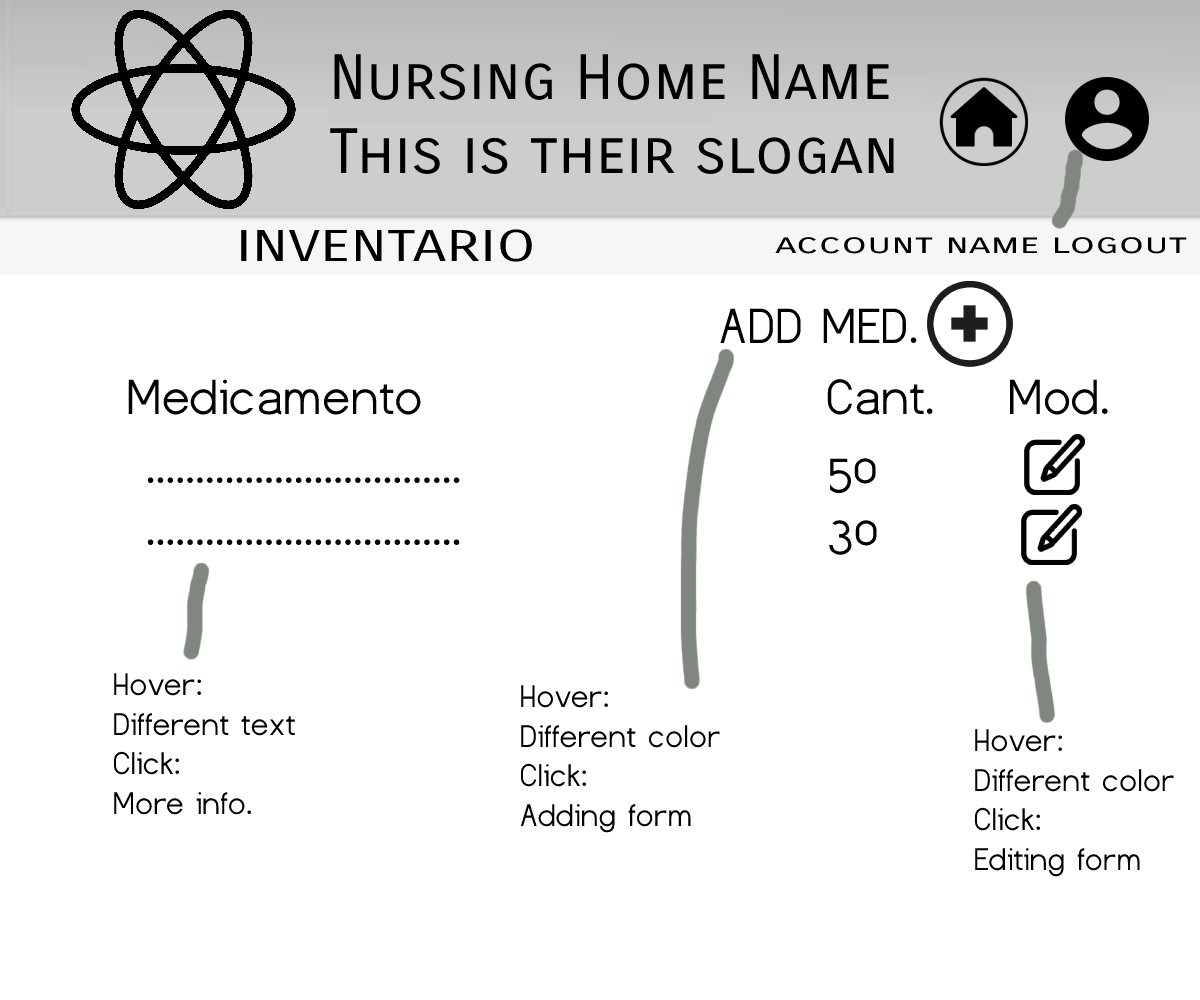 Nursing Home Name
This is their slogan
INVENTARIO
ACCOUNT NAME LOGOUT
ADD MED.
Medicamento Cant. Mod.
50
30
Hover:
Different text
Click:
More info.
Hover:
Different color
Click:
Adding form
Hover:
Different color
Click:
Editing form